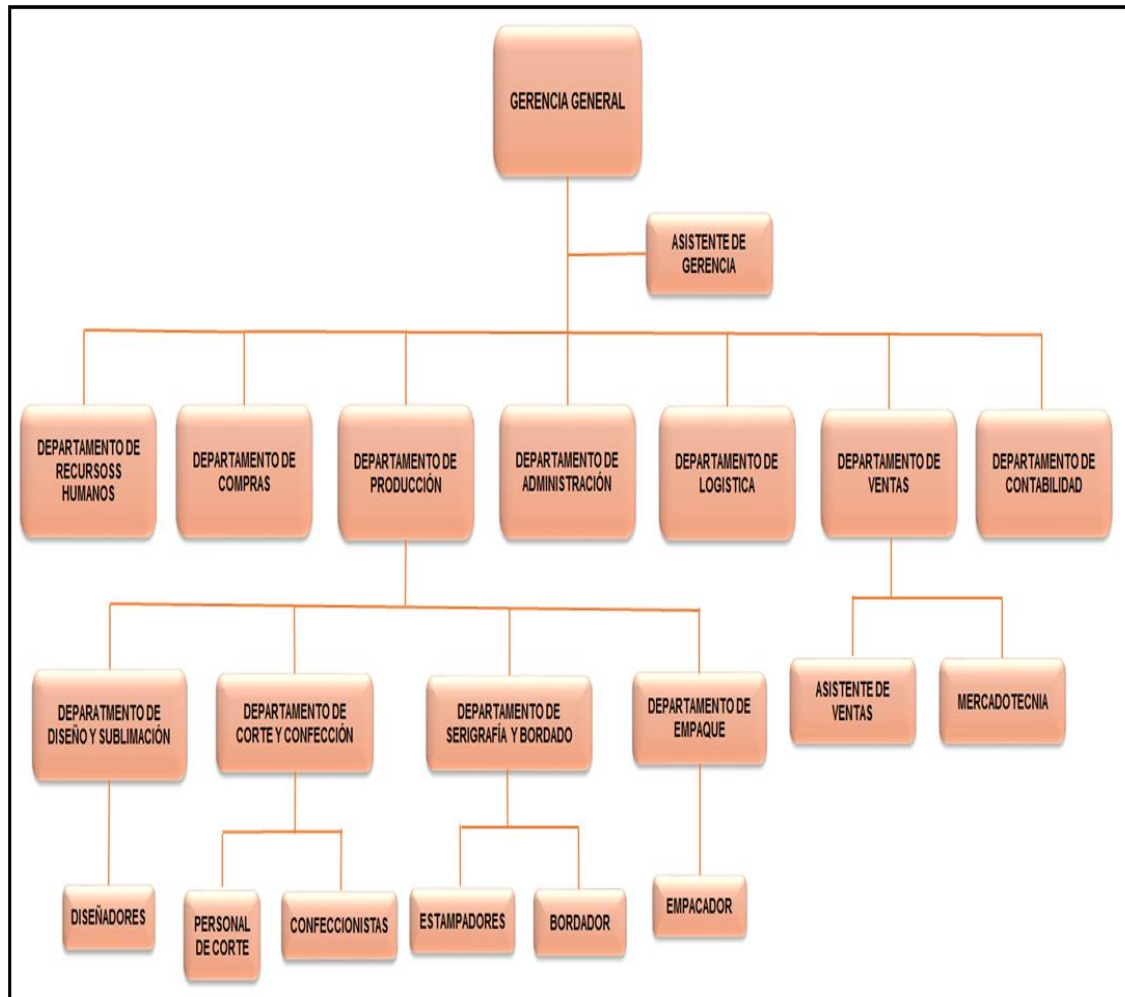 GERENCIA GENERAL
ASISTENTE DE
GERENCIA
DEPARTAMENTO DE
RECURSOSS
HUMANOS
DEPARTAMENTO DE
COMPRAS
DEPARTAMENTO DE
PRODUCCIÓN
DEPARTAMENTO DE
ADMINISTRACIÓN
DEPARTAMENTO DE
LOGISTICA
DEPARTAMENTO DE
VENTAS
DEPARTAMENTO DE
CONTABILIDAD
DEPARATMENTO DE
DISEÑO Y SUBLIMACIÓN
DEPARTAMENTO DE
CORTE Y CONFECCIÓN
DEPARTAMENTO DE
SERIGRAFÍA Y BORDADO
DEPARTAMENTO DE
EMPAQUE
ASISTENTE DE
VENTAS
MERCADOTECNIA
DISEÑADORES
PERSONAL
DE CORTE
CONFECCIONISTAS
ESTAMPADORES
BORDADOR
EMPACADOR